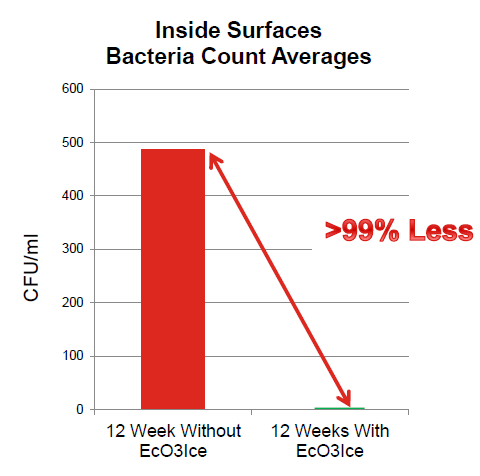 Inside Surfaces
Bacteria Count Averages
600
500
400
300
200
100
0
CFU/ml
>99% Less
12 Week Without
EcO3Ice
12 Weeks With
EcO3Ice